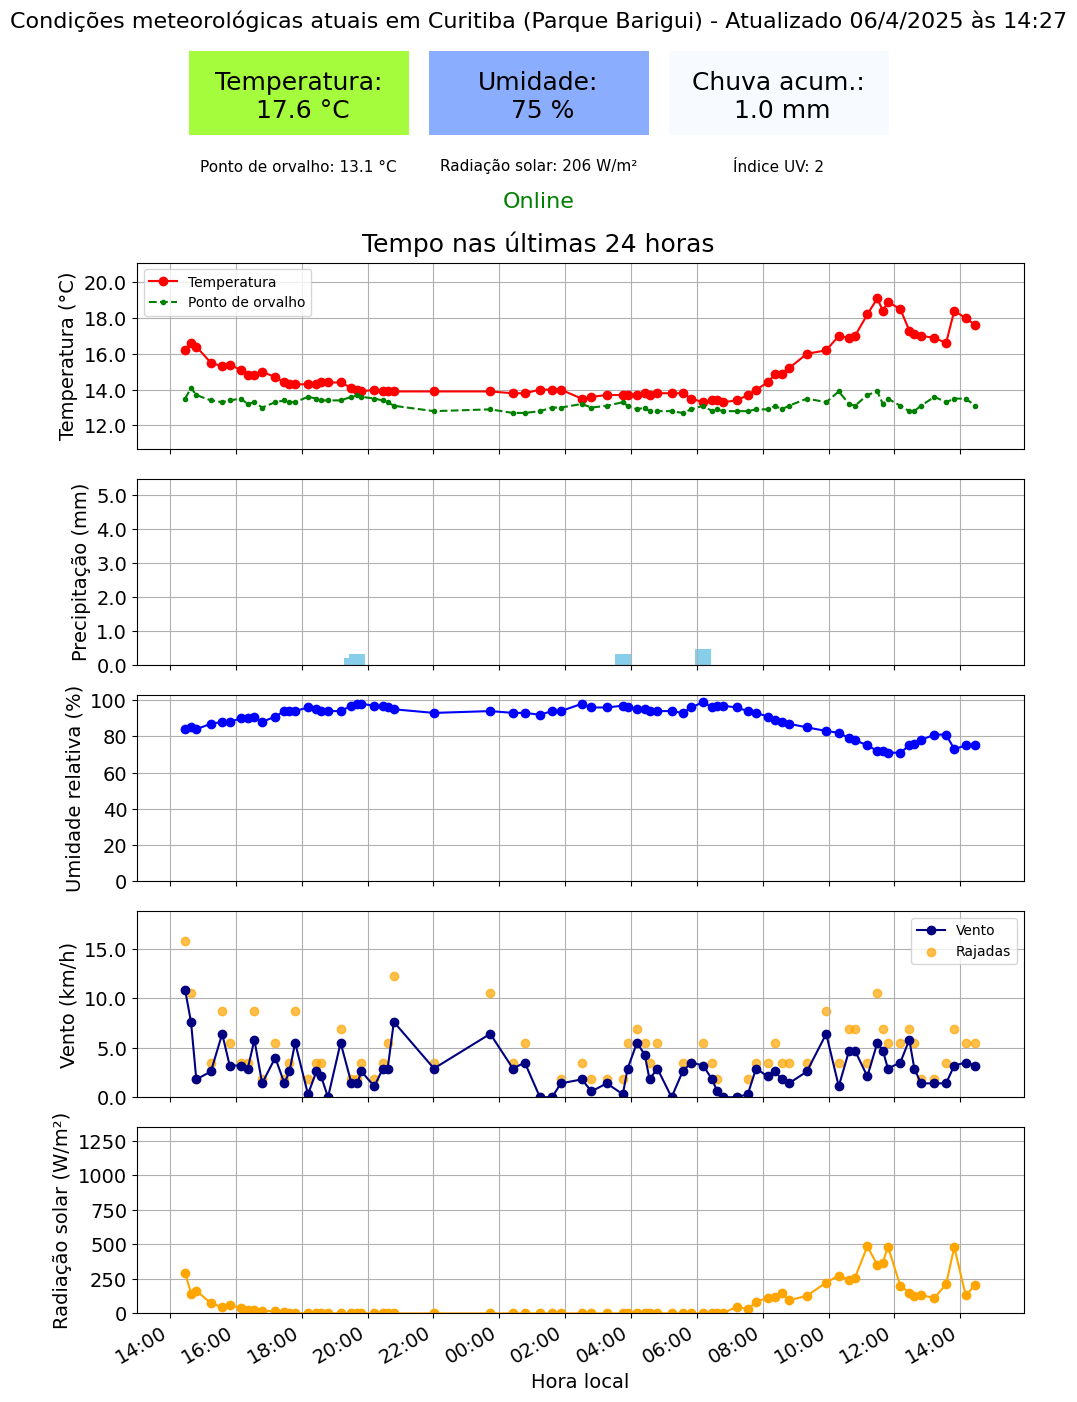 Condições meteorológicas atuais em Curitiba (Parque Barigui) - Atualizado 06/4/2025 às 14:27
Temperatura:
17.6 °C
Umidade:
75 %
Chuva acum.:
1.0 mm
Ponto de orvalho: 13.1 °C
Radiação solar: 206 W/m²
Índice UV: 2
Online
Tempo nas últimas 24 horas
Temperatura (°C)
20.0
18.0
16.0
14.0
12.0
Temperatura
Ponto de orvalho
Precipitação (mm)
5.0
4.0
3.0
2.0
1.0
0.0
Umidade relativa (%)
100
80
60
40
20
0
Vento (km/h)
15.0
10.0
5.0
0.0
Vento
Rajadas
Radiação solar (W/m²)
1250
1000
750
500
250
0
14:00
16:00
18:00
20:00
22:00
00:00
02:00
04:00
06:00
08:00
10:00
12:00
14:00
Hora local